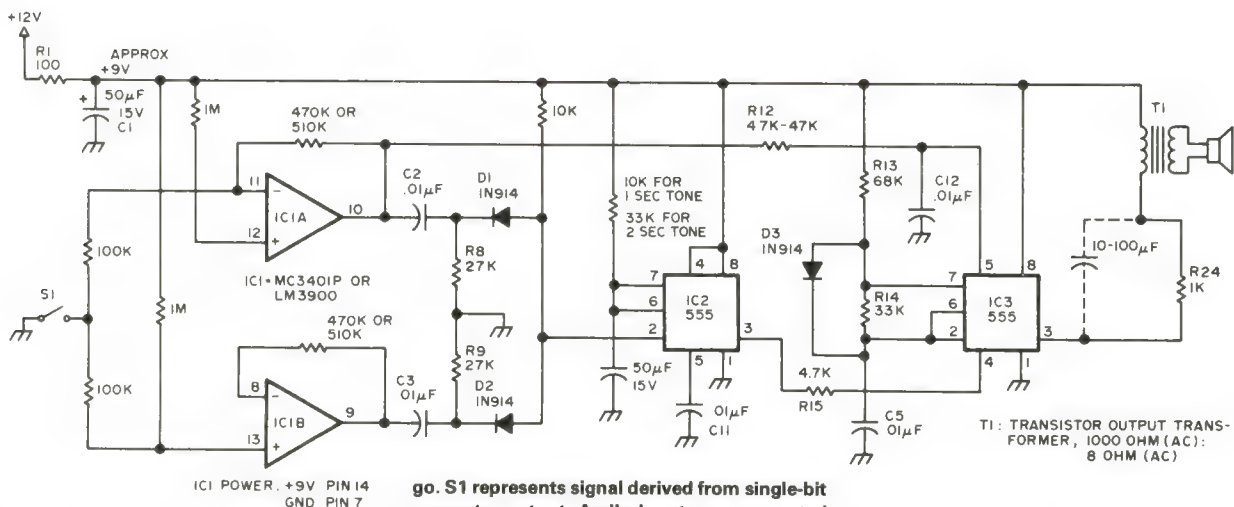 +12V
R1
100
APPROX
+9V
50µF
15V
C1
+
1M
470K OR
510K
10K
R12
47K-47K
T1
11
-
IC1A
10
12
+
C2
.01µF
D1
1N914
R8
27K
10K FOR
1 SEC TONE
33K FOR
2 SEC TONE
R13
68K
C12
.01µF
10-100µF
R24
1K
100K
IC1=MC3401P OR
LM3900
S1
1M
470K OR
510K
100K
8
-
IC1B
9
13
+
C3
.01µF
R9
27K
D2
1N914
7
6
2
4
8
IC2
555
3
5
1
50µF
15V
.01µF
C11
4.7K
R15
D3
1N914
R14
33K
7
6
2
5
8
IC3
555
3
4
1
C5
.01µF
T1: TRANSISTOR OUTPUT TRANS-
FORMER, 1000 OHM (AC):
8 OHM (AC)
IC1 POWER. +9V PIN 14
GND PIN 7
go. S1 represents signal derived from single-bit